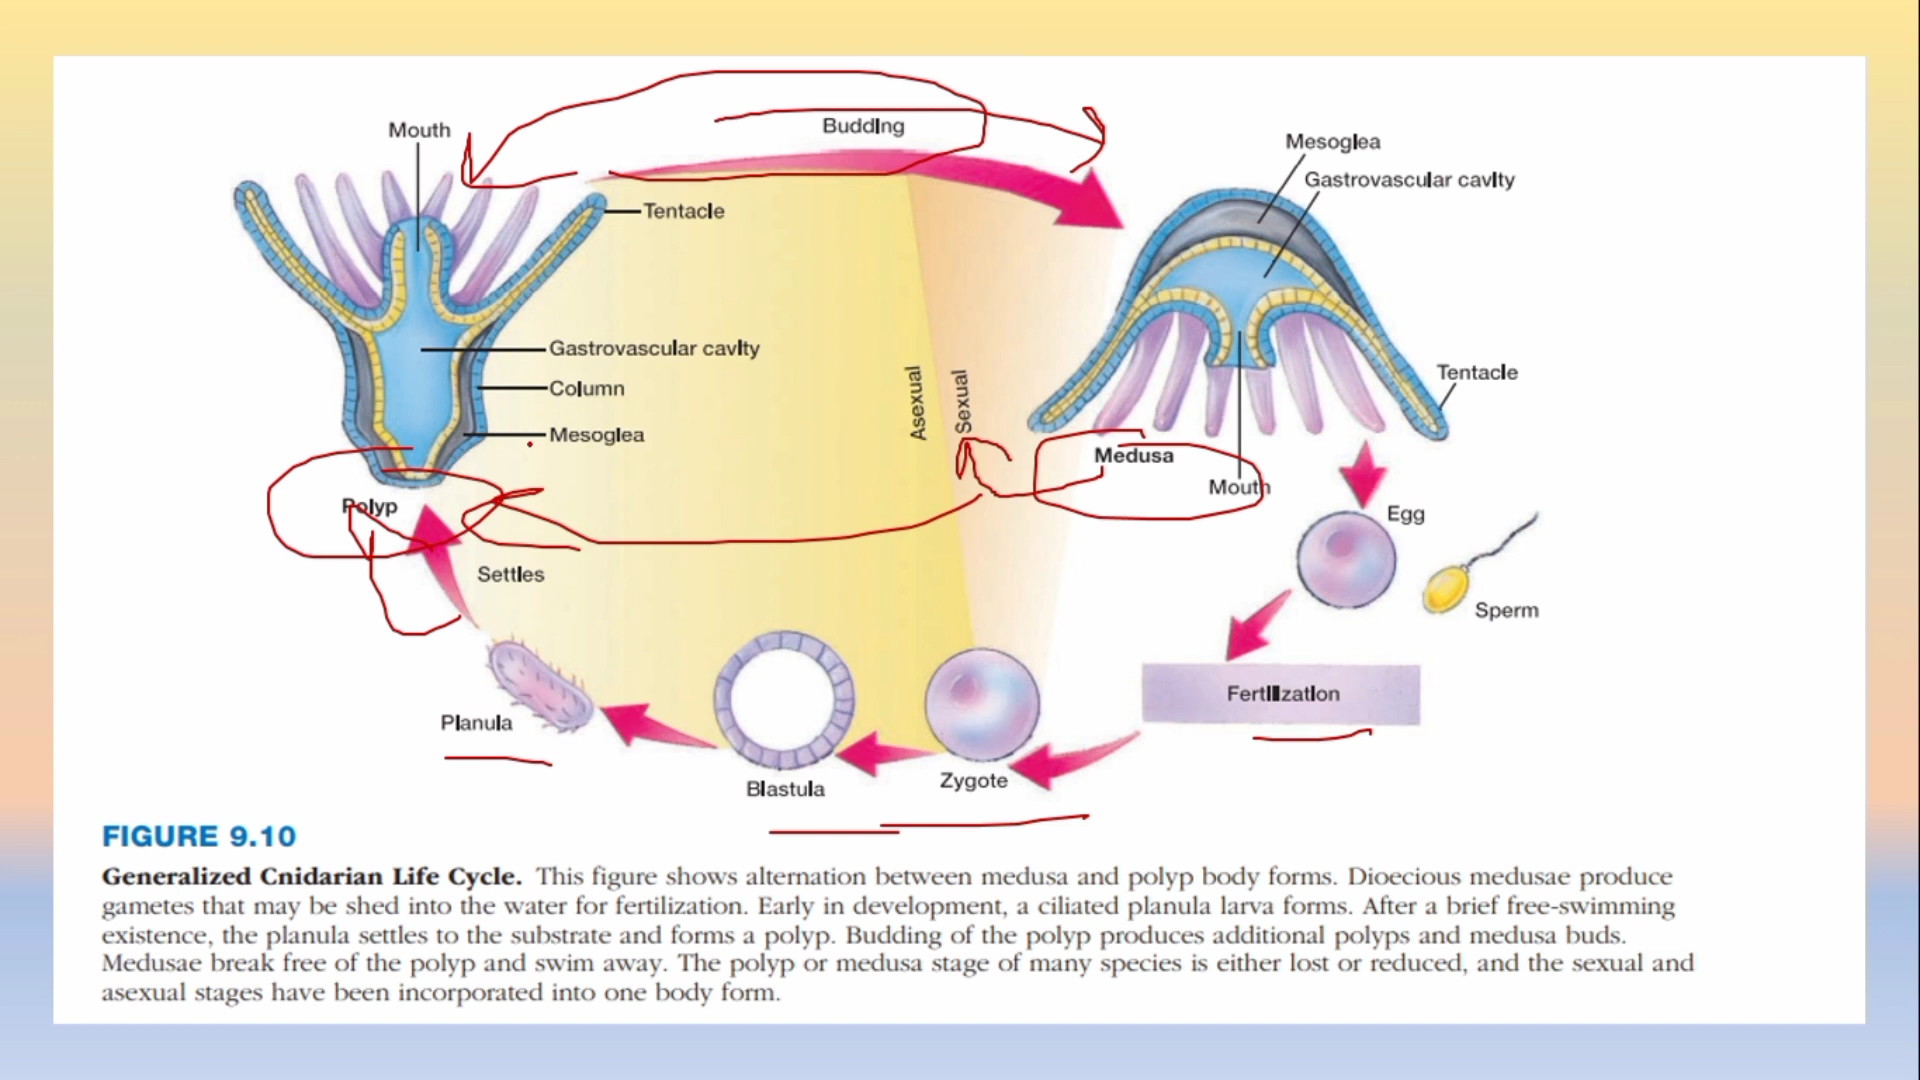 Budding
Mouth
Mesoglea
Gastrovascular cavity
Tentacle
Gastrovascular cavity
Column
Mesoglea
Asexual
Sexual
Tentacle
Medusa
Mouth
Polyp
Egg
Settles
Sperm
Fertilization
Planula
Blastula
Zygote
FIGURE 9.10
Generalized Cnidarian Life Cycle. This figure shows alternation between medusa and polyp body forms. Dioecious medusae produce
gametes that may be shed into the water for fertilization. Early in development, a ciliated planula larva forms. After a brief free-swimming
existence, the planula settles to the substrate and forms a polyp. Budding of the polyp produces additional polyps and medusa buds.
Medusae break free of the polyp and swim away. The polyp or medusa stage of many species is either lost or reduced, and the sexual and
asexual stages have been incorporated into one body form.